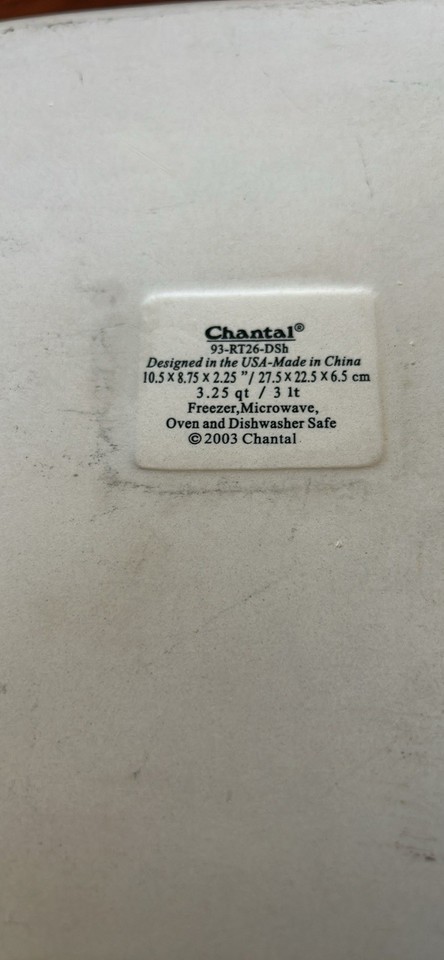 Chantal®
93-RT26-DSh
Designed in the USA-Made in China
10.5 X 8.75 X 2.25 ”/ 27.5 X 22.5 X 6.5 cm
3.25 qt / 3 lt
Freezer,Microwave,
Oven and Dishwasher Safe
© 2003 Chantal